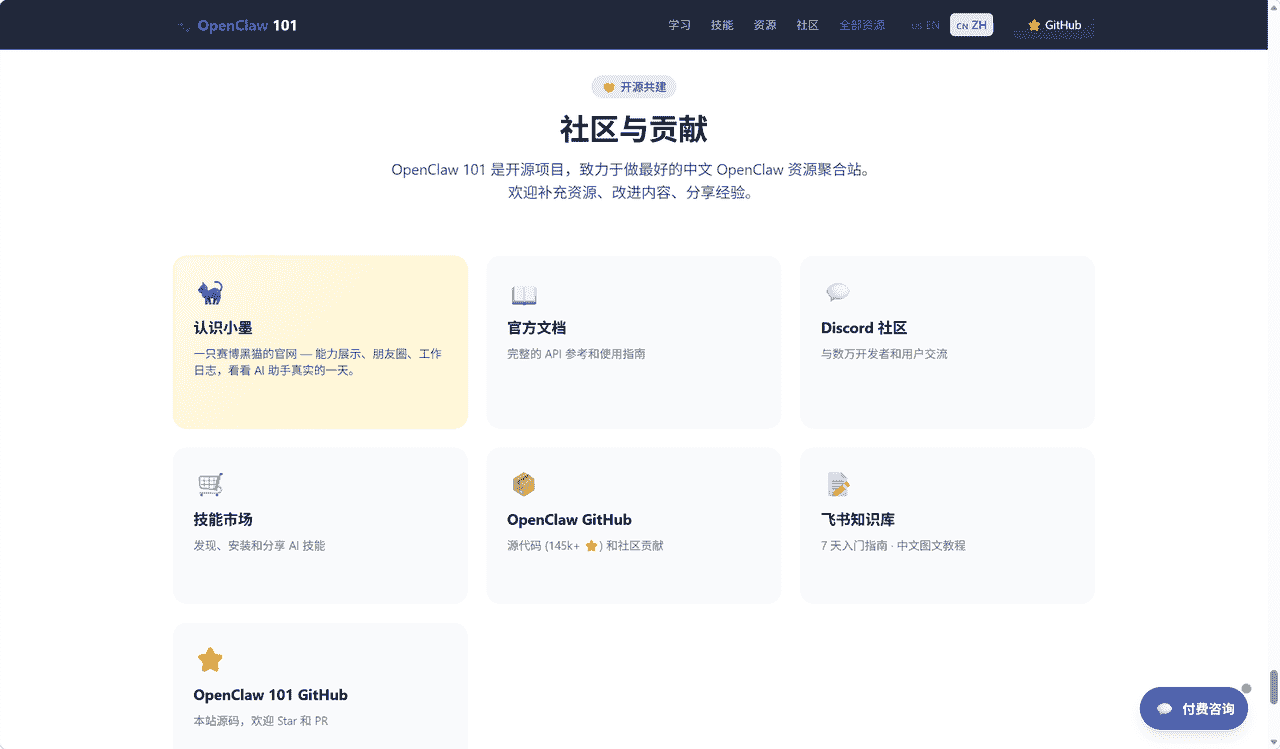 OpenClaw 101
学习 技能 资源 社区 全部资源 us EN CN ZH GitHub
开源共建
社区与贡献
OpenClaw 101 是开源项目，致力于做最好的中文 OpenClaw 资源聚合站。
欢迎补充资源、改进内容、分享经验。
认识小墨
一只赛博黑猫的官网 — 能力展示、朋友圈、工作
日志，看看 AI 助手真实的一天。
官方文档
完整的 API 参考和使用指南
Discord 社区
与数万开发者和用户交流
技能市场
发现、安装和分享 AI 技能
OpenClaw GitHub
源代码 (145k+ ⭐) 和社区贡献
飞书知识库
7 天入门指南 · 中文图文教程
OpenClaw 101 GitHub
本站源码，欢迎 Star 和 PR
付费咨询